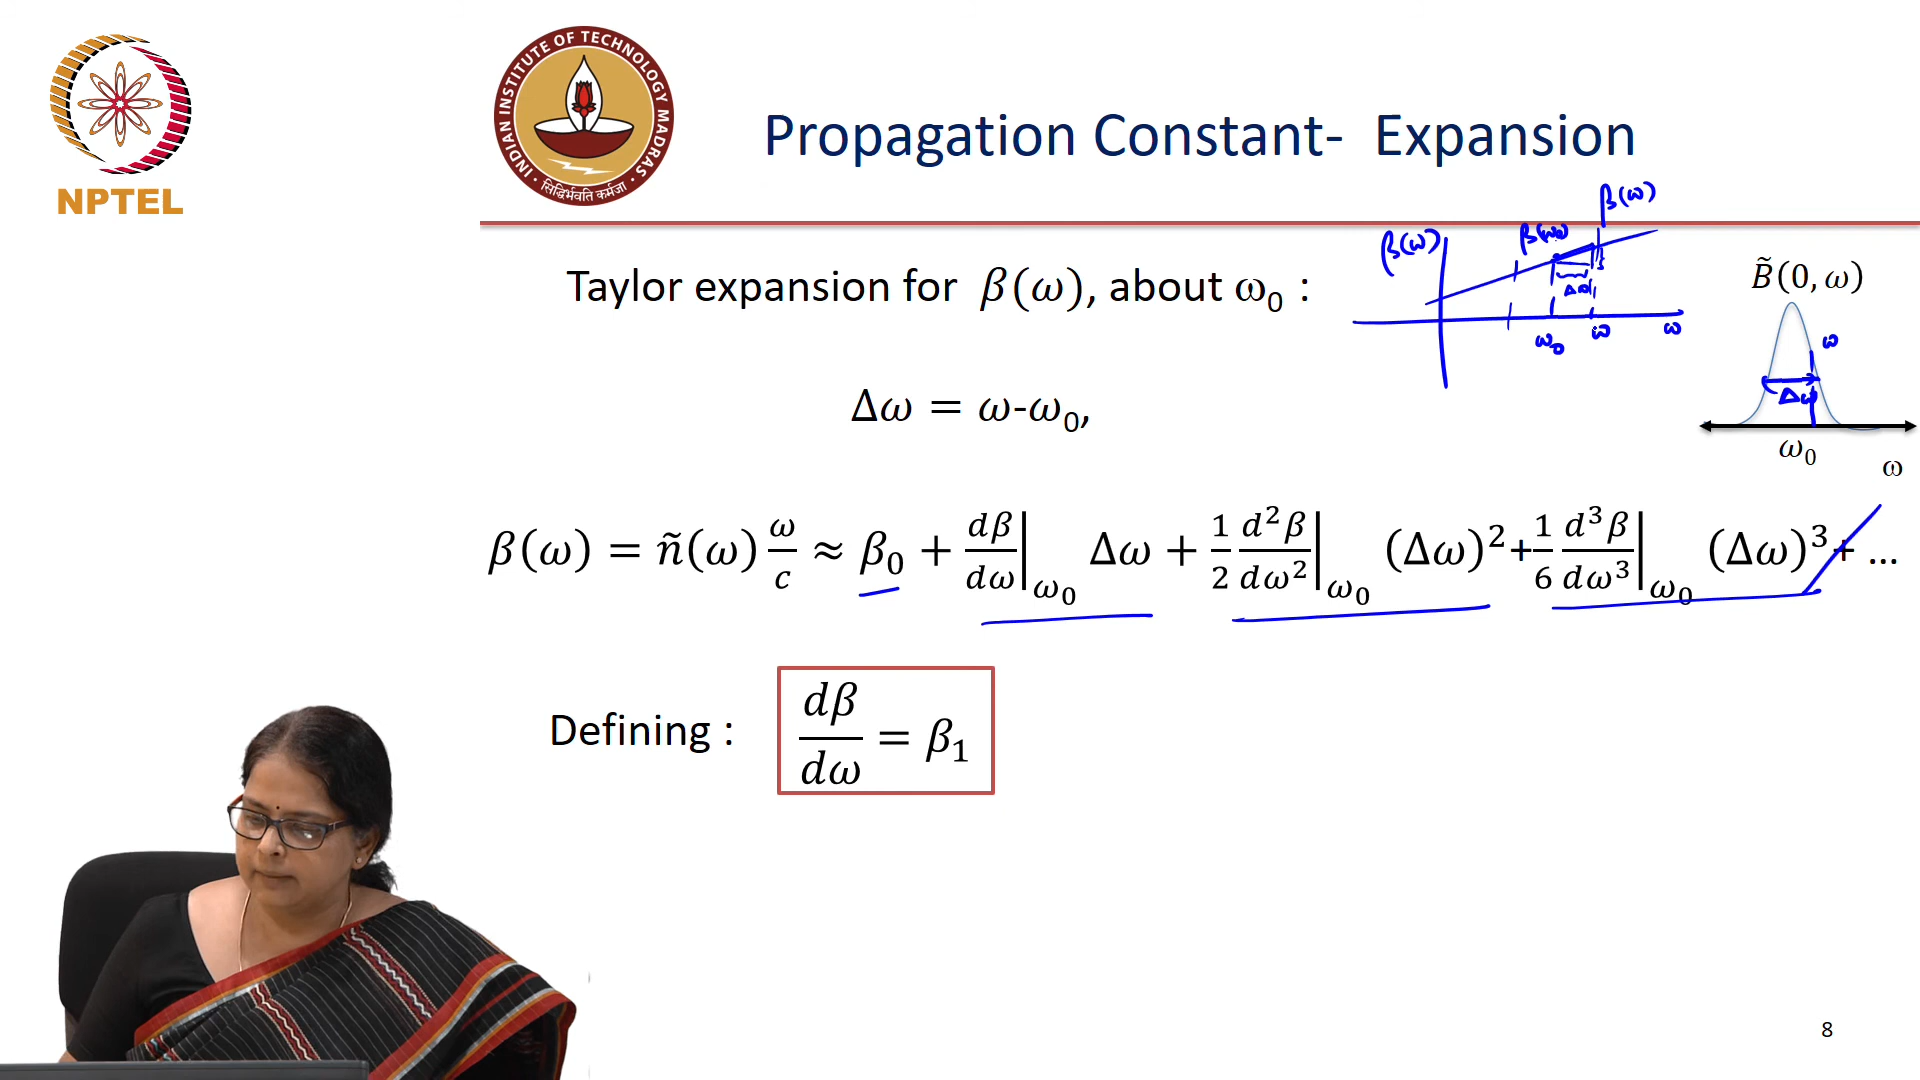 NPTEL
INDIAN INSTITUTE OF TECHNOLOGY MADRAS
सिद्धिर्भवति कर्मजा
Propagation Constant- Expansion
β(ω)
β(ω)
β(ω₀)
Δω
ω₀
ω
ω
Taylor expansion for β(ω), about ω₀ :
B̃(0, ω)
ω
Δω
ω₀
ω
Δω = ω-ω₀,
β(ω) = ñ(ω) ω/c ≈ β₀ + dβ/dω|ω₀ Δω + 1/2 d²β/dω²|ω₀ (Δω)²+ 1/6 d³β/dω³|ω₀ (Δω)³ + ...
Defining : dβ/dω = β₁
8